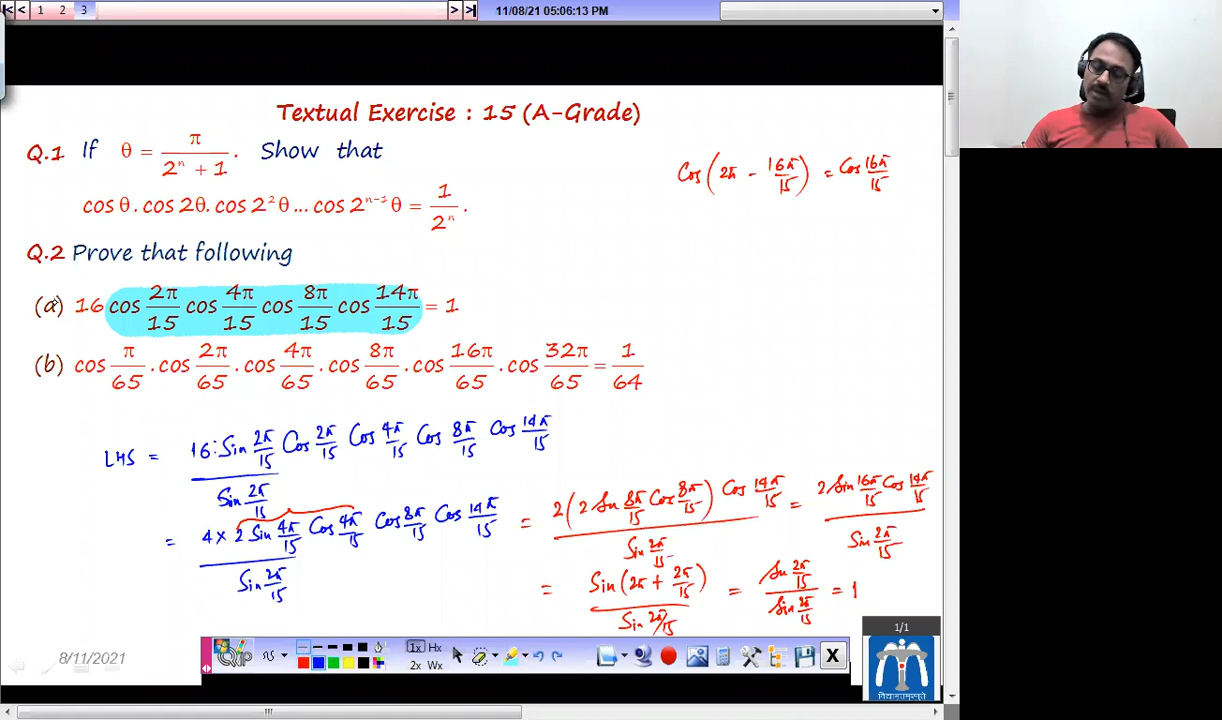 1 2 3
11/08/21 05:06:13 PM
Textual Exercise : 15 (A-Grade)
Q.1 If θ = π/(2ⁿ + 1). Show that
cos θ . cos 2θ. cos 2² θ ... cos 2ⁿ⁻¹ θ = 1/2ⁿ.
Cos(2π - 16π/15) = Cos 16π/15
Q.2 Prove that following
(a) 16 cos 2π/15 cos 4π/15 cos 8π/15 cos 14π/15 = 1
(b) cos π/65 . cos 2π/65 . cos 4π/65 . cos 8π/65 . cos 16π/65 . cos 32π/65 = 1/64
LHS = 16 · Sin 2π/15 Cos 2π/15 Cos 4π/15 Cos 8π/15 Cos 14π/15 / Sin 2π/15
= 4 × 2 Sin 4π/15 Cos 4π/15 Cos 8π/15 Cos 14π/15 / Sin 2π/15
= 2(2 Sin 8π/15 Cos 8π/15) Cos 14π/15 / Sin 2π/15 = 2 Sin 16π/15 Cos 14π/15 / Sin 2π/15
= Sin(2π + 2π/15) / Sin 2π/15 = Sin 2π/15 / Sin 2π/15 = 1
1/1
8/11/2021
1x Hx
2x Wx
X